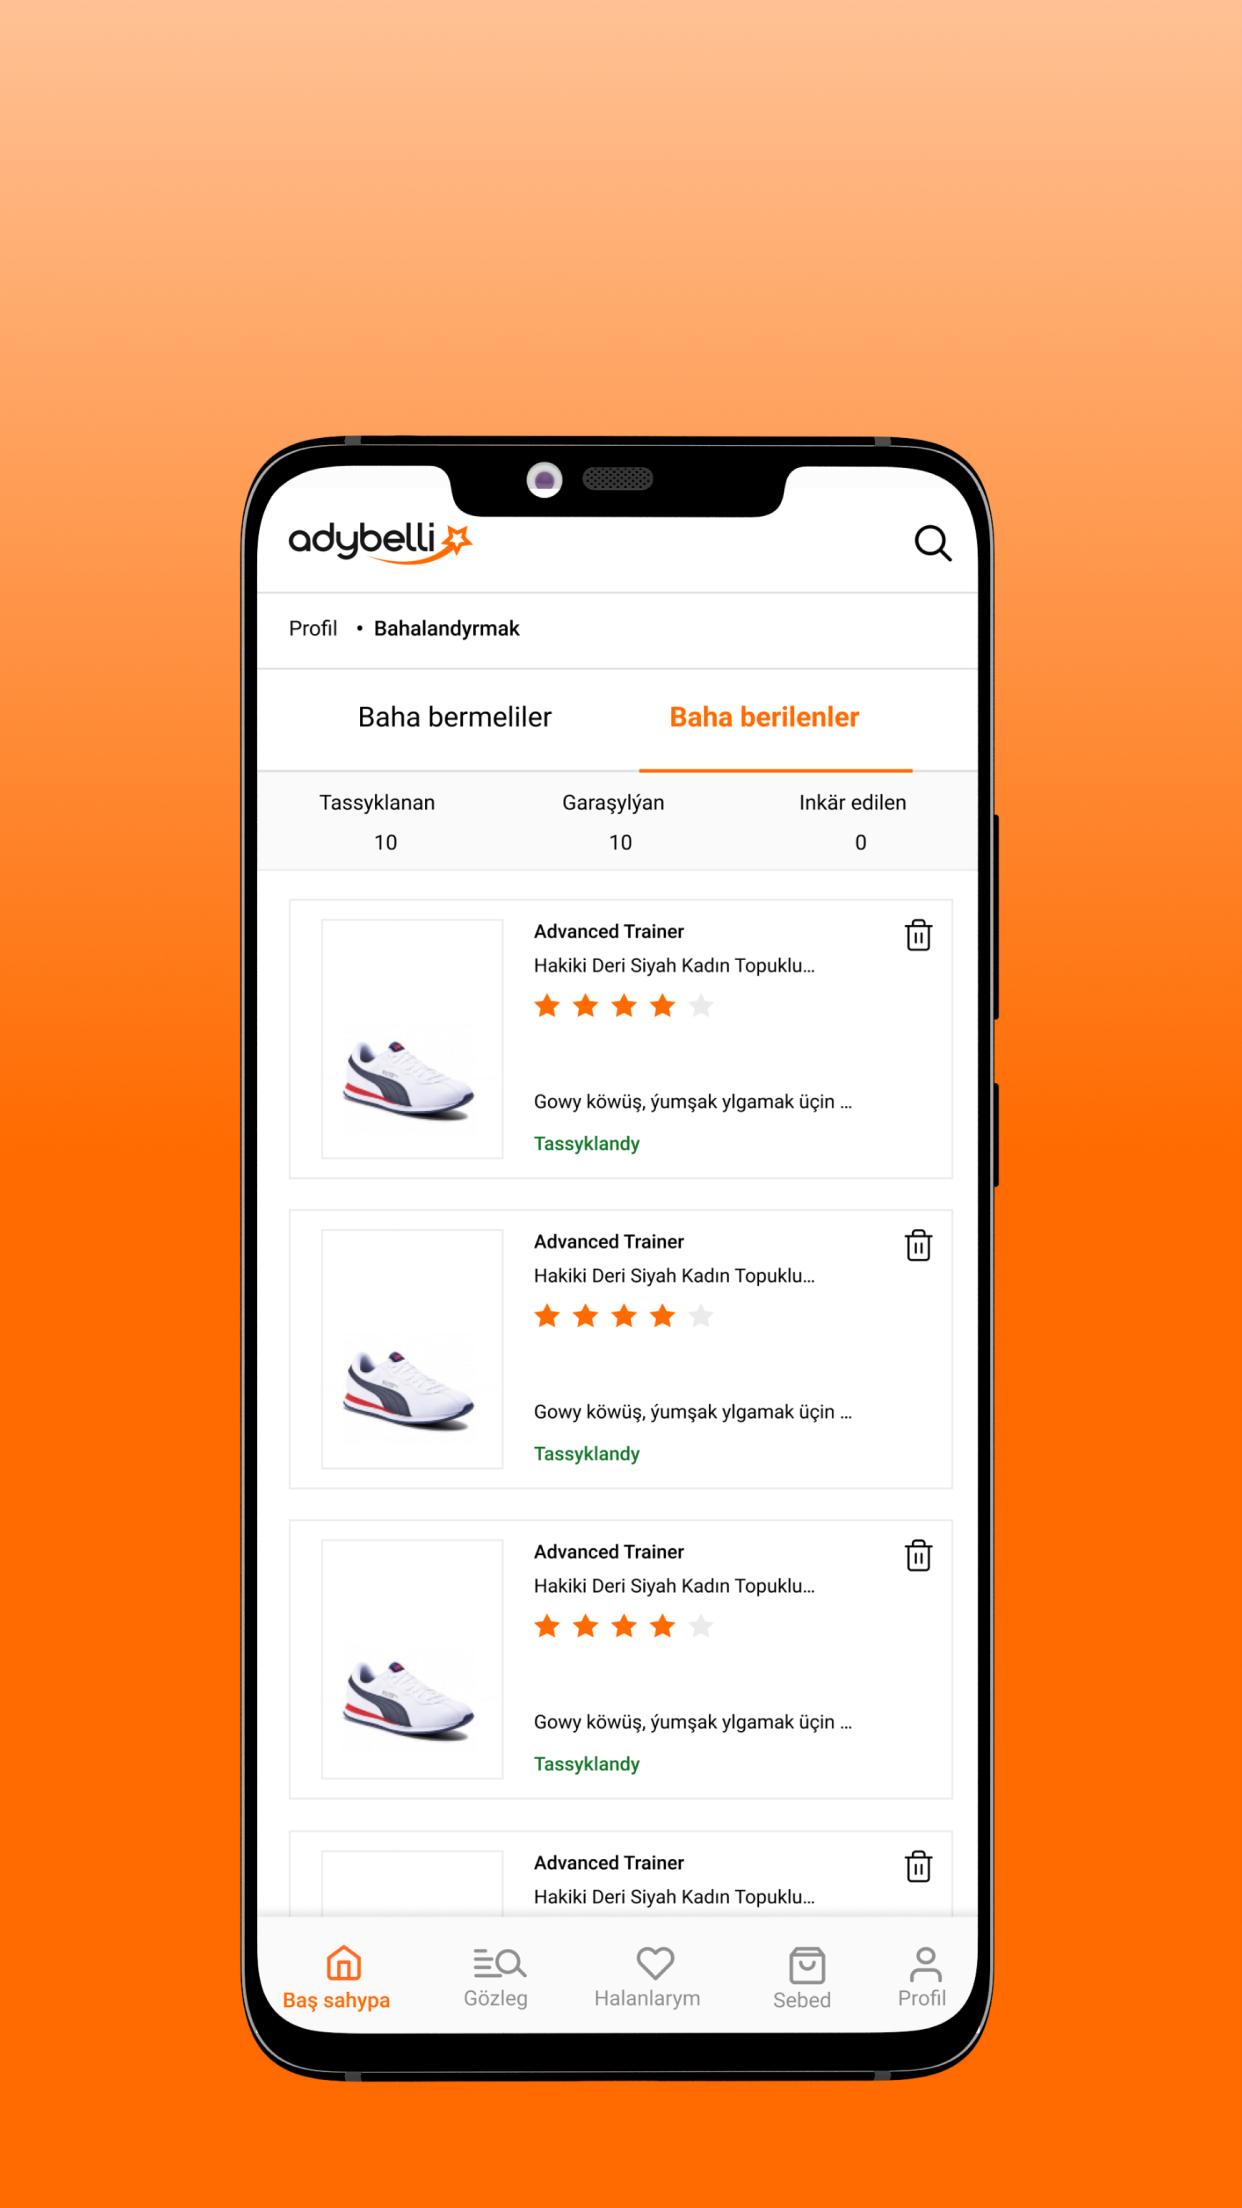 adybelli
Profil • Bahalandyrmak
Baha bermeliler Baha berilenler
Tassyklanan Garaşylýan Inkär edilen
10 10 0
Advanced Trainer
Hakiki Deri Siyah Kadın Topuklu...
Gowy köwüş, ýumşak ylgamak üçin ...
Tassyklandy
Advanced Trainer
Hakiki Deri Siyah Kadın Topuklu...
Gowy köwüş, ýumşak ylgamak üçin ...
Tassyklandy
Advanced Trainer
Hakiki Deri Siyah Kadın Topuklu...
Gowy köwüş, ýumşak ylgamak üçin ...
Tassyklandy
Advanced Trainer
Hakiki Deri Siyah Kadın Topuklu...
Baş sahypa Gözleg Halanlarym Sebed Profil